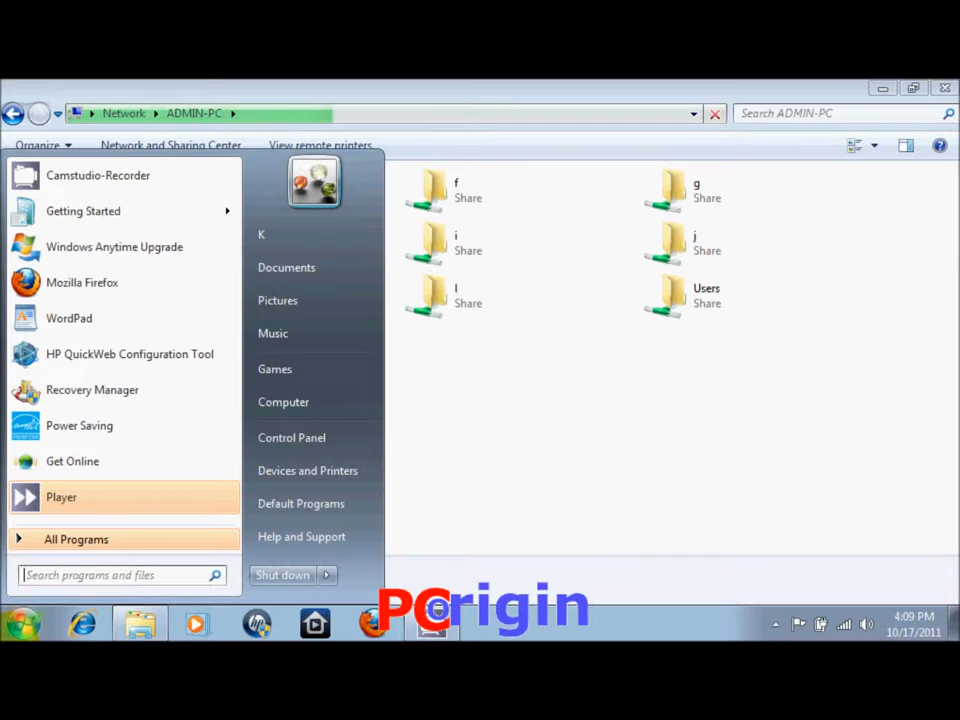 Network ADMIN-PC
Search ADMIN-PC
Organize Network and Sharing Center View remote printers
Camstudio-Recorder
Getting Started
Windows Anytime Upgrade
Mozilla Firefox
WordPad
HP QuickWeb Configuration Tool
Recovery Manager
Power Saving
Get Online
Player
All Programs
Search programs and files
K
Documents
Pictures
Music
Games
Computer
Control Panel
Devices and Printers
Default Programs
Help and Support
Shut down
f
Share
g
Share
i
Share
j
Share
l
Share
Users
Share
PCorigin
4:09 PM
10/17/2011